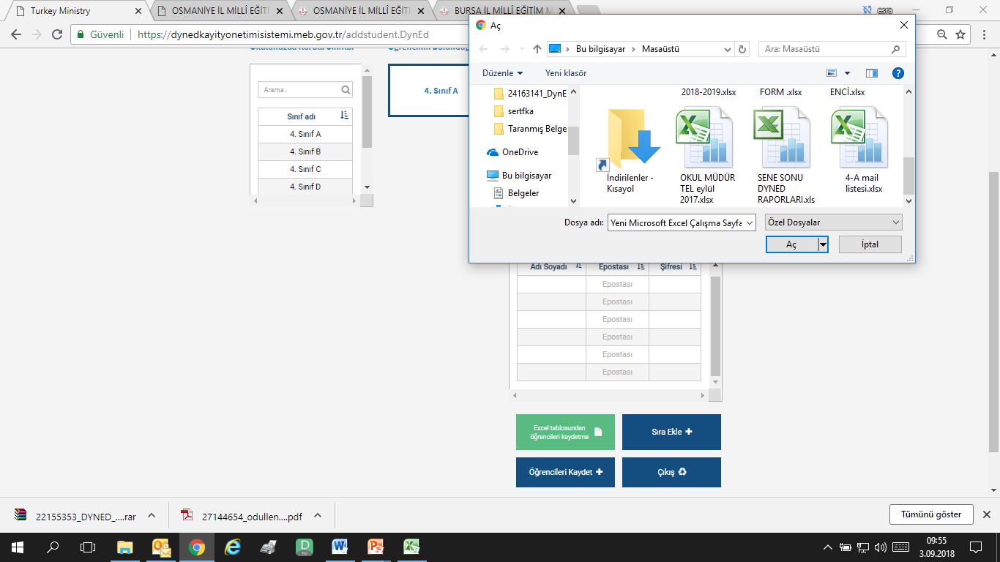 Turkey Ministry
OSMANİYE İL MİLLÎ EĞİTİ
OSMANİYE İL MİLLÎ EĞİTİ
BURSA İL MİLLÎ EĞİTİM M
esra
Güvenli
https://dynedkayityonetimisistemi.meb.gov.tr/addstudent.DynEd
Aç
Bu bilgisayar
Masaüstü
Ara: Masaüstü
Düzenle
Yeni klasör
24163141_DynE
sertfka
Taranmış Belge
OneDrive
Bu bilgisayar
Belgeler
2018-2019.xlsx
FORM .xlsx
ENCİ.xlsx
İndirilenler -
Kısayol
OKUL MÜDÜR
TEL eylül
2017.xlsx
SENE SONU
DYNED
RAPORLARI.xls
4-A mail
listesi.xlsx
Dosya adı:
Yeni Microsoft Excel Çalışma Sayfa
Özel Dosyalar
Aç
İptal
Arama..
Sınıf adı
4. Sınıf A
4. Sınıf B
4. Sınıf C
4. Sınıf D
4. Sınıf A
Adı Soyadı
Epostası
Şifresi
Epostası
Epostası
Epostası
Epostası
Epostası
Epostası
Excel tablosundan
öğrencileri kaydetme
Sıra Ekle
Öğrencileri Kaydet
Çıkış
22155353_DYNED_....rar
27144654_odullen....pdf
Tümünü göster
09:55
3.09.2018